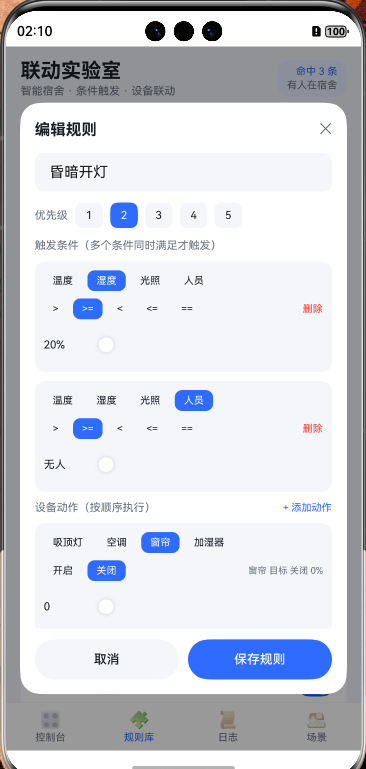 02:10
100
联动实验室
智能宿舍 · 条件触发 · 设备联动
命中 3 条
有人在宿舍
编辑规则
昏暗开灯
优先级 1 2 3 4 5
触发条件（多个条件同时满足才触发）
温度 湿度 光照 人员
> >= < <= == 删除
20%
温度 湿度 光照 人员
> >= < <= == 删除
无人
设备动作（按顺序执行） + 添加动作
吸顶灯 空调 窗帘 加湿器
开启 关闭 窗帘 目标 关闭 0%
0
取消 保存规则
控制台 规则库 日志 场景